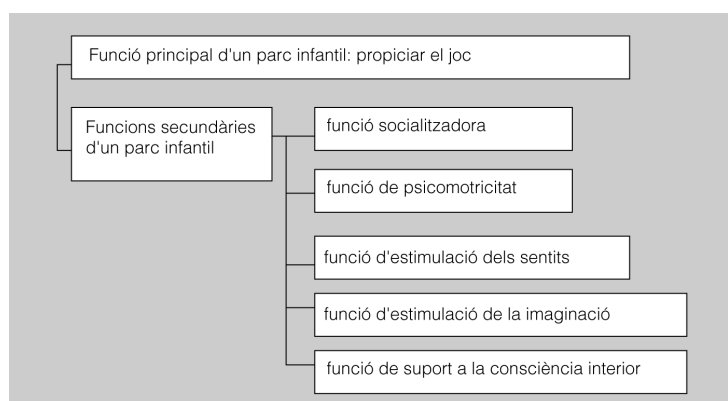 Funció principal d'un parc infantil: propiciar el joc
Funcions secundàries
d'un parc infantil
funció socialitzadora
funció de psicomotricitat
funció d'estimulació dels sentits
funció d'estimulació de la imaginació
funció de suport a la consciència interior